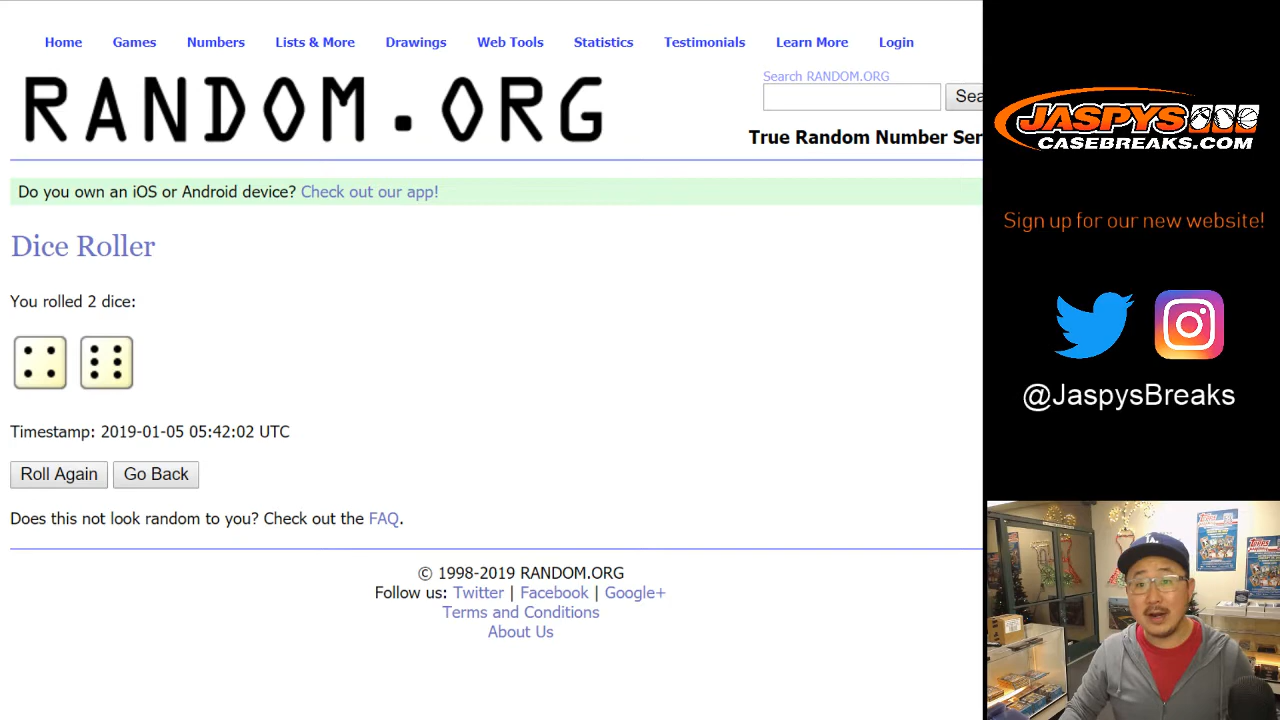 Home Games Numbers Lists & More Drawings Web Tools Statistics Testimonials Learn More Login
RANDOM.ORG
Search RANDOM.ORG
Sea
True Random Number Ser
Do you own an iOS or Android device? Check out our app!
Dice Roller
You rolled 2 dice:
Timestamp: 2019-01-05 05:42:02 UTC
Roll Again Go Back
Does this not look random to you? Check out the FAQ.
© 1998-2019 RANDOM.ORG
Follow us: Twitter | Facebook | Google+
Terms and Conditions
About Us
JASPYS
CASEBREAKS.COM
Sign up for our new website!
@JaspysBreaks
LA
Topps
Topps